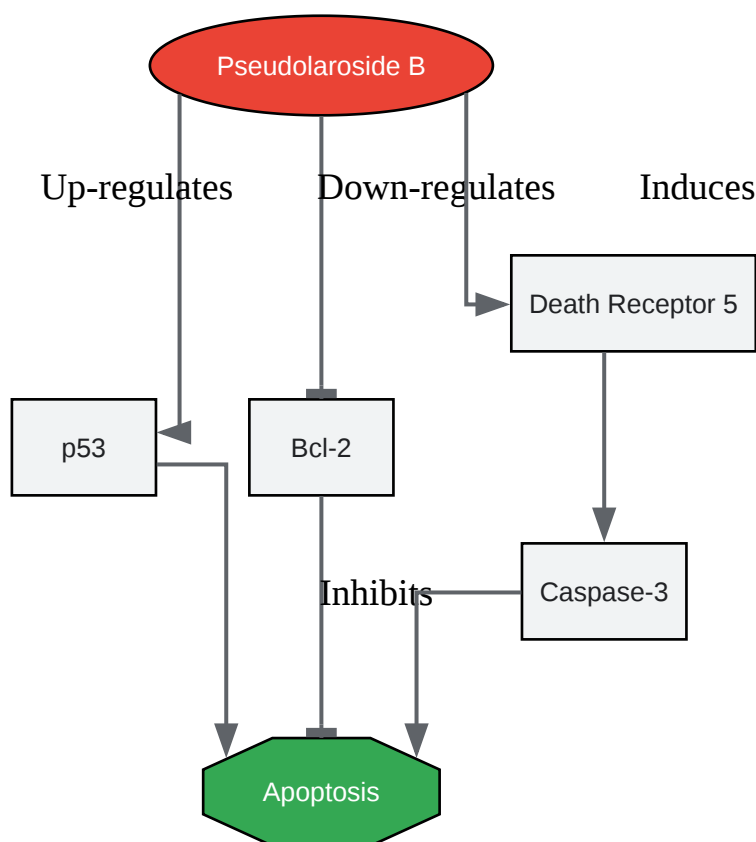 Pseudolaroside B
Up-regulates
Down-regulates
Induces
Death Receptor 5
p53
Bcl-2
Inhibits
Caspase-3
Apoptosis